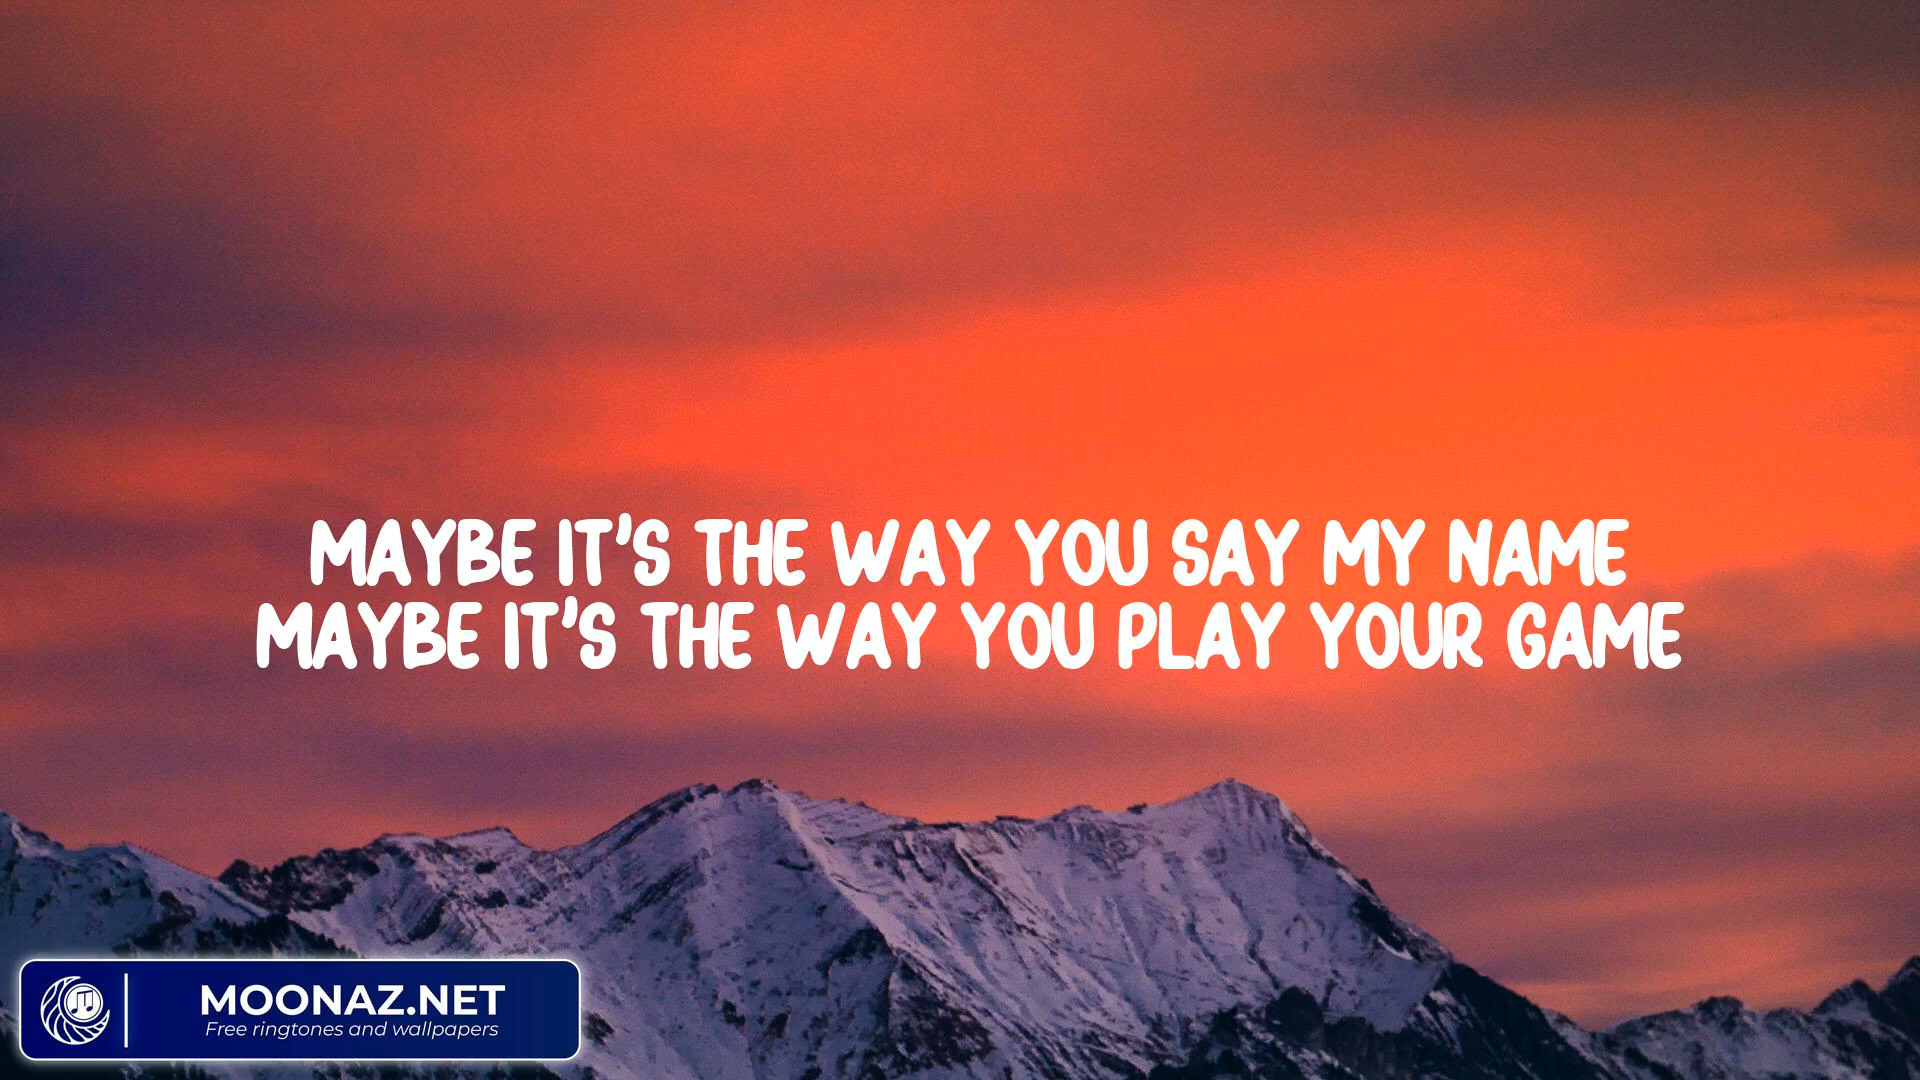 MAYBE IT'S THE WAY YOU SAY MY NAME
MAYBE IT'S THE WAY YOU PLAY YOUR GAME
MOONAZ.NET
Free ringtones and wallpapers